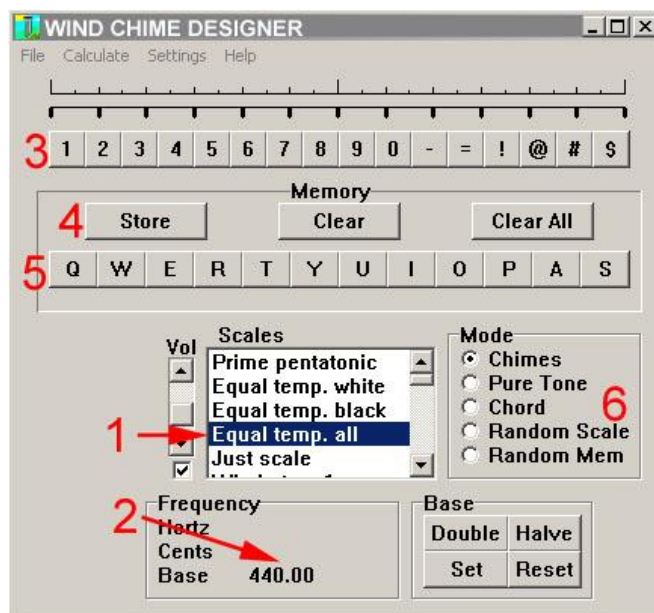 WIND CHIME DESIGNER
File Calculate Settings Help
3 1 2 3 4 5 6 7 8 9 0 - = ! @ # $
Memory
4 Store Clear Clear All
5 Q W E R T Y U I O P A S
Vol Scales Mode
Prime pentatonic Chimes
Equal temp. white Pure Tone
Equal temp. black Chord 6
1 Equal temp. all Random Scale
Just scale Random Mem
Frequency Base
2 Hertz Double Halve
Cents
Base 440.00 Set Reset